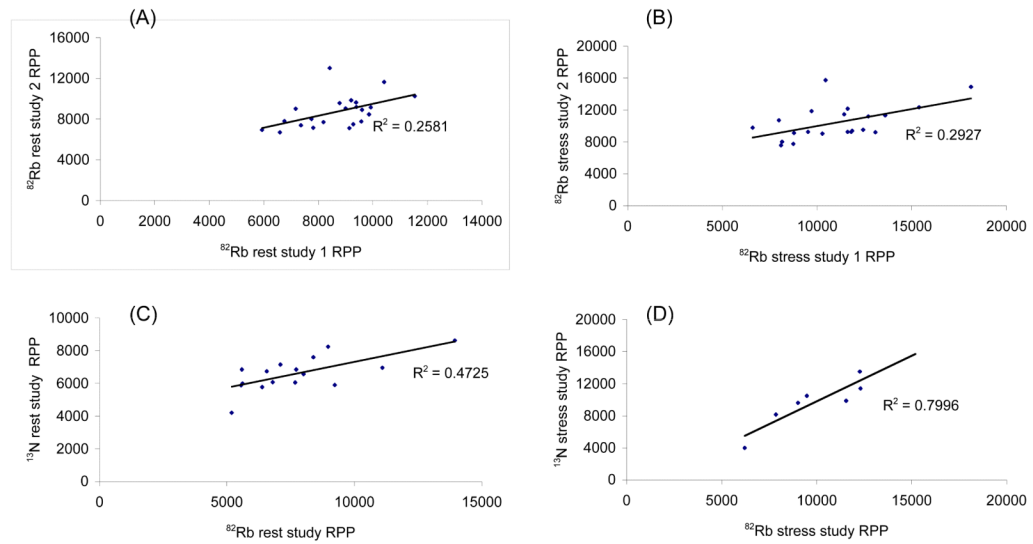 (A)
16000
12000
8000
4000
0
0 2000 4000 6000 8000 10000 12000 14000
⁸²Rb rest study 2 RPP
⁸²Rb rest study 1 RPP
R² = 0.2581
(B)
20000
16000
12000
8000
4000
0
0 5000 10000 15000 20000
⁸²Rb stress study 2 RPP
⁸²Rb stress study 1 RPP
R² = 0.2927
(C)
10000
8000
6000
4000
2000
0
0 5000 10000 15000
¹³N rest study RPP
⁸²Rb rest study RPP
R² = 0.4725
(D)
20000
16000
12000
8000
4000
0
0 5000 10000 15000 20000
¹³N stress study RPP
⁸²Rb stress study RPP
R² = 0.7996